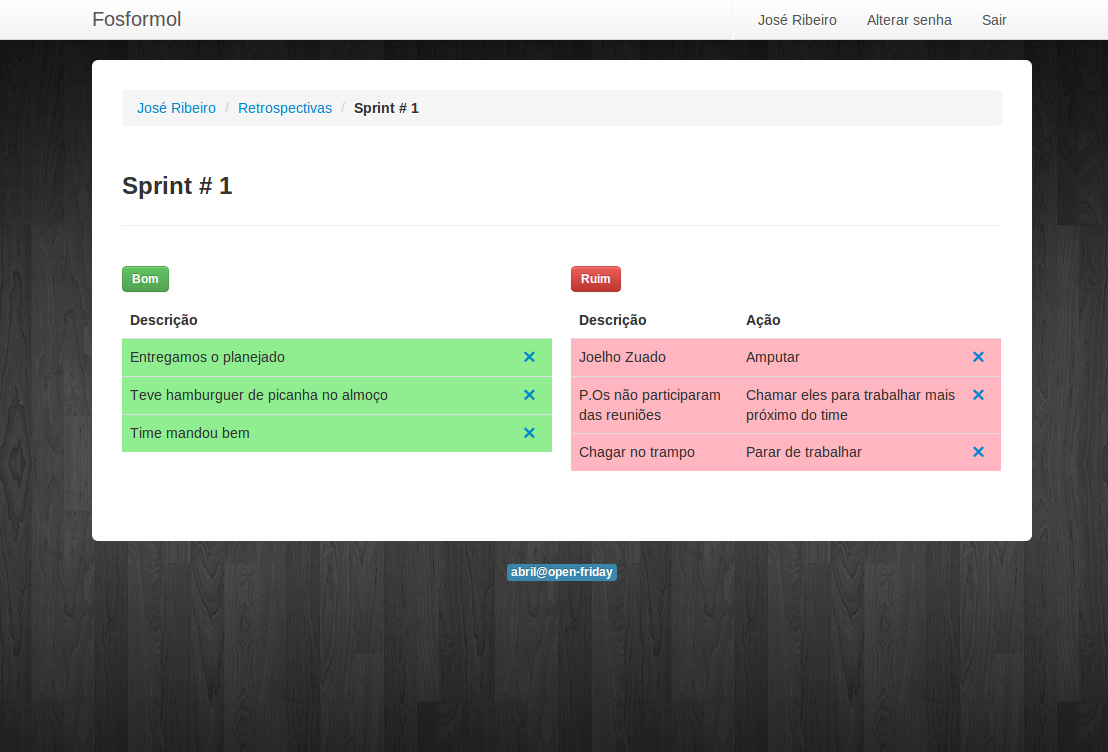 Fosformol
José Ribeiro
Alterar senha
Sair
José Ribeiro / Retrospectivas / Sprint # 1
Sprint # 1
Bom
Descrição
Entregamos o planejado
Teve hamburguer de picanha no almoço
Time mandou bem
Ruim
Descrição Ação
Joelho Zuado Amputar
P.Os não participaram
das reuniões
Chamar eles para trabalhar mais
próximo do time
Chagar no trampo Parar de trabalhar
abril@open-friday